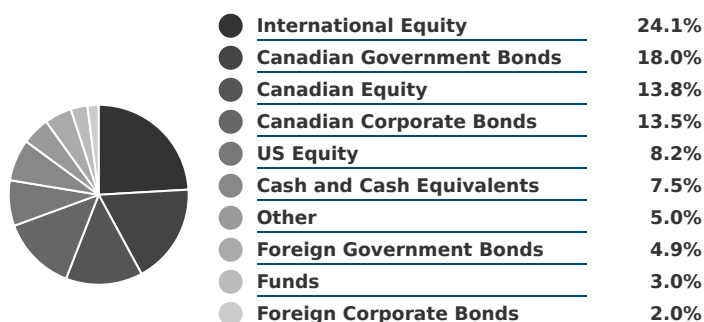 International Equity 24.1%
Canadian Government Bonds 18.0%
Canadian Equity 13.8%
Canadian Corporate Bonds 13.5%
US Equity 8.2%
Cash and Cash Equivalents 7.5%
Other 5.0%
Foreign Government Bonds 4.9%
Funds 3.0%
Foreign Corporate Bonds 2.0%